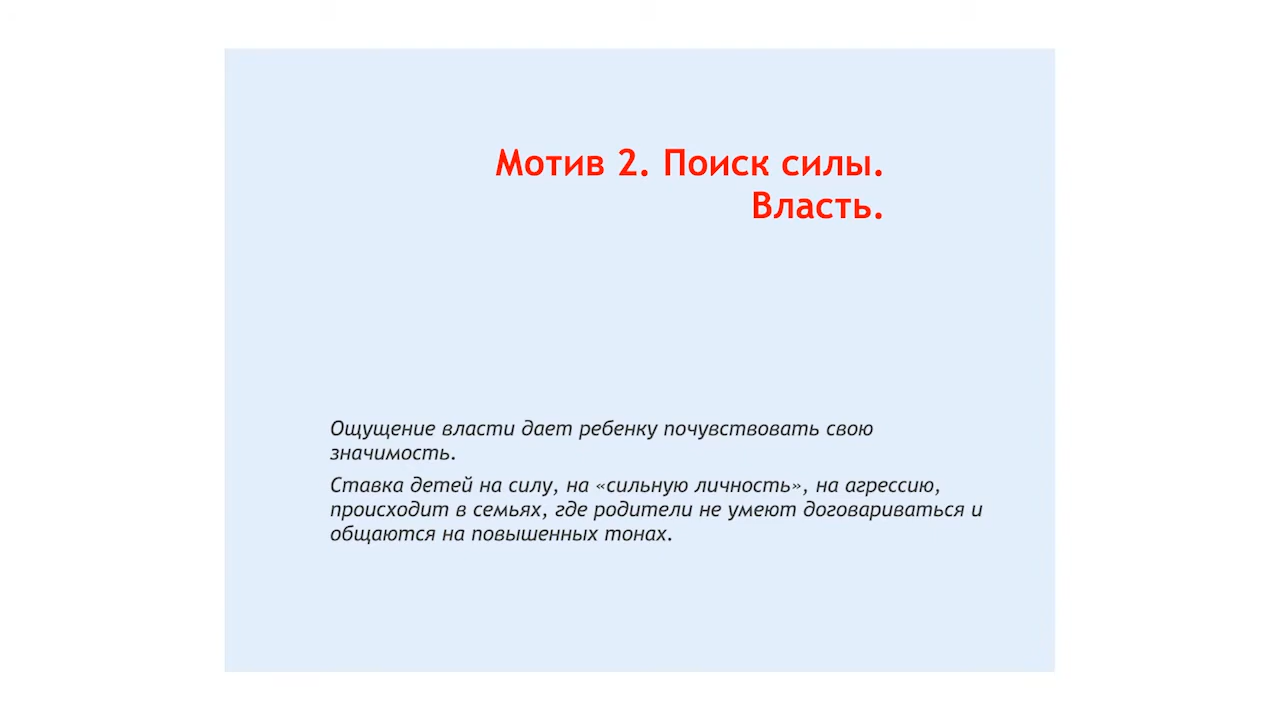 Мотив 2. Поиск силы.
Власть.
Ощущение власти дает ребенку почувствовать свою
значимость.
Ставка детей на силу, на «сильную личность», на агрессию,
происходит в семьях, где родители не умеют договариваться и
общаются на повышенных тонах.